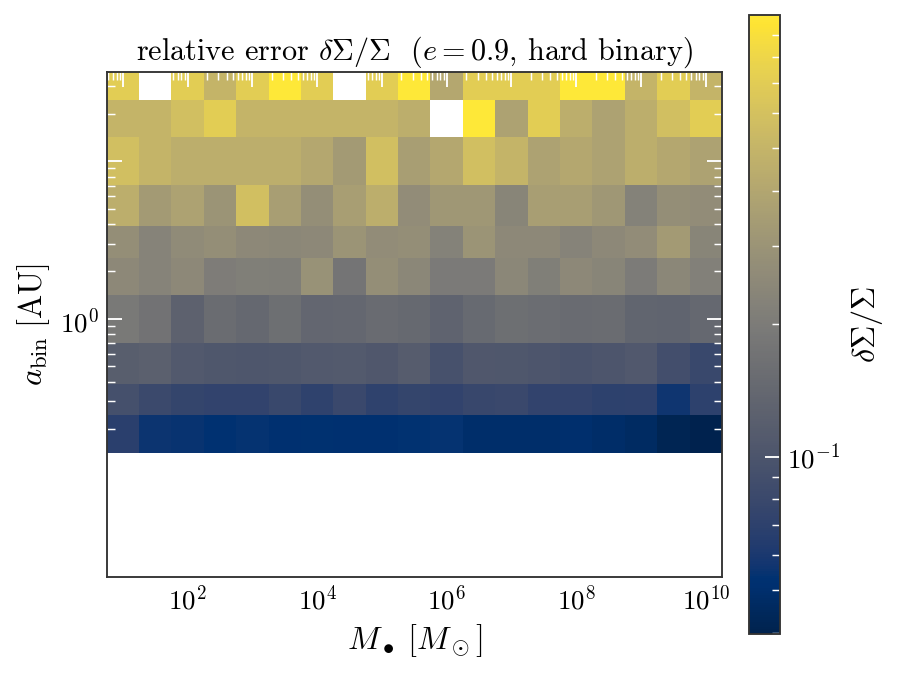 relative error δΣ/Σ (e = 0.9, hard binary)
a_bin [AU]
10^0
10^2 10^4 10^6 10^8 10^10
M_• [M_⊙]
10^−1
δΣ/Σ